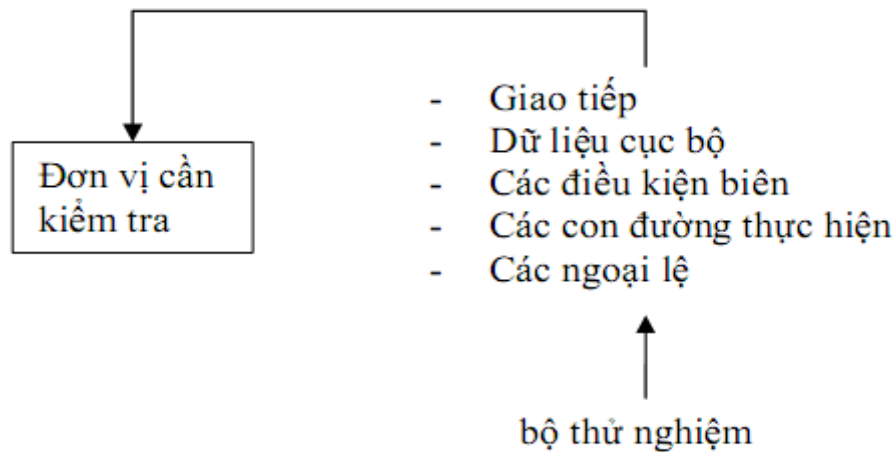 Đơn vị cần
kiểm tra
- Giao tiếp
- Dữ liệu cục bộ
- Các điều kiện biên
- Các con đường thực hiện
- Các ngoại lệ
bộ thử nghiệm